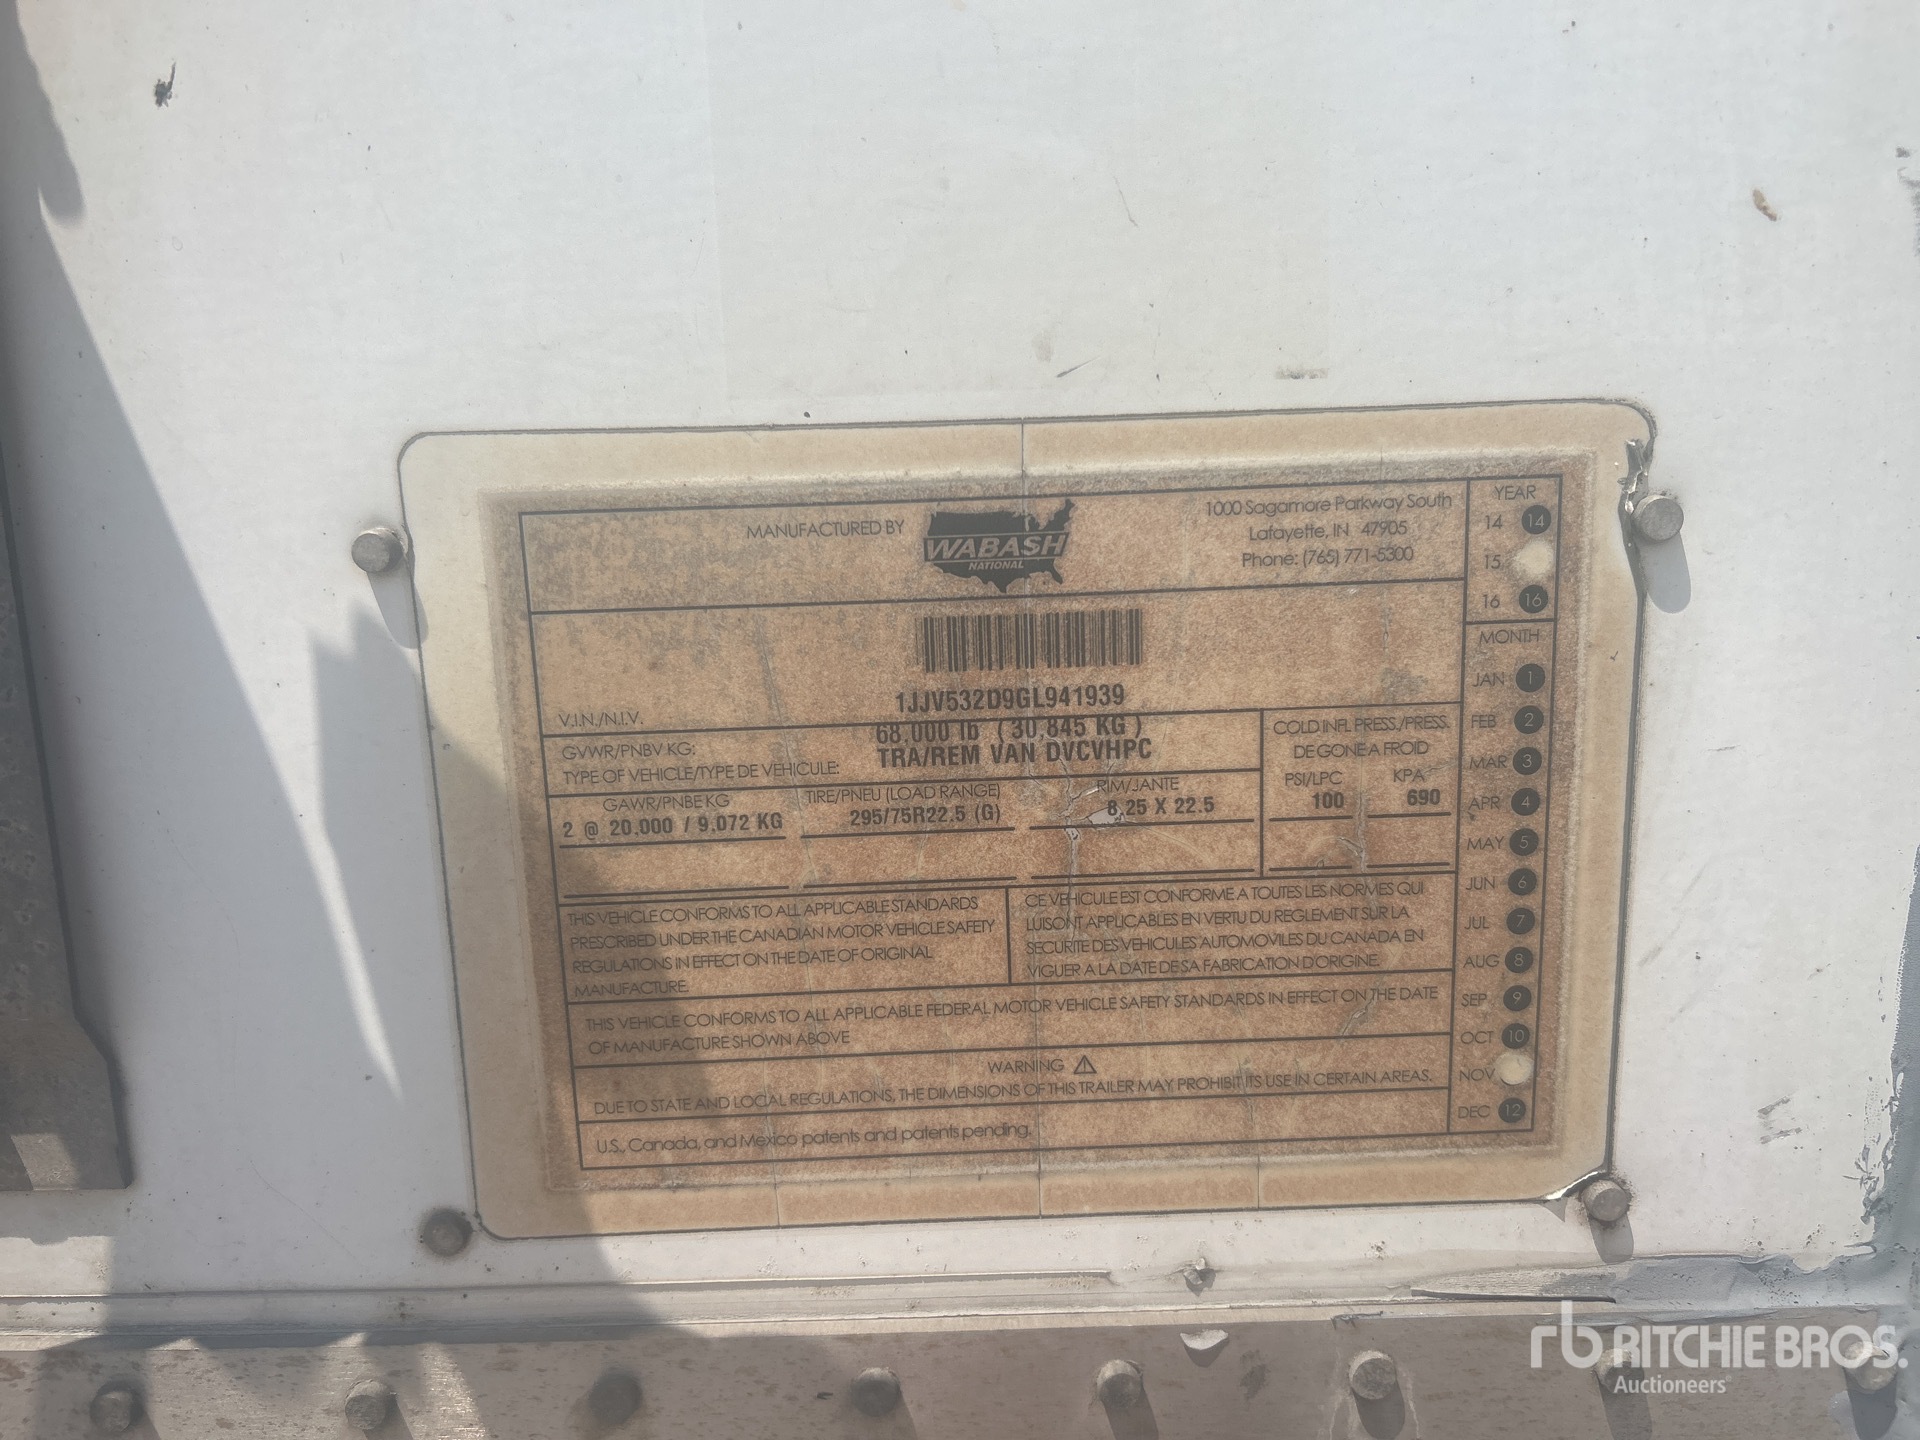 MANUFACTURED BY
WABASH
NATIONAL
1000 Sagamore Parkway South
Lafayette, IN 47905
Phone: (765) 771-5300
YEAR
14 14
15
16 16
MONTH
JAN 1
FEB 2
MAR 3
APR 4
MAY 5
JUN 6
JUL 7
AUG 8
SEP 9
OCT 10
NOV
DEC 12
V.I.N./N.I.V.
1JJV532D9GL941939
GVWR/PNBV KG:
68,000 lb (30,845 KG)
TYPE OF VEHICLE/TYPE DE VEHICULE:
TRA/REM VAN DVCVHPC
COLD INFL PRESS./PRESS.
DE GONE A FROID
PSI/LPC KPA
100 690
GAWR/PNBE KG
2 @ 20,000 / 9,072 KG
TIRE/PNEU (LOAD RANGE)
295/75R22.5 (G)
RIM/JANTE
8.25 X 22.5
THIS VEHICLE CONFORMS TO ALL APPLICABLE STANDARDS
PRESCRIBED UNDER THE CANADIAN MOTOR VEHICLE SAFETY
REGULATIONS IN EFFECT ON THE DATE OF ORIGINAL
MANUFACTURE.
CE VEHICULE EST CONFORME A TOUTES LES NORMES QUI
LUISONT APPLICABLES EN VERTU DU REGLEMENT SUR LA
SECURITE DES VEHICULES AUTOMOVILES DU CANADA EN
VIGUER A LA DATE DE SA FABRICATION D'ORIGINE.
THIS VEHICLE CONFORMS TO ALL APPLICABLE FEDERAL MOTOR VEHICLE SAFETY STANDARDS IN EFFECT ON THE DATE
OF MANUFACTURE SHOWN ABOVE
WARNING
DUE TO STATE AND LOCAL REGULATIONS, THE DIMENSIONS OF THIS TRAILER MAY PROHIBIT ITS USE IN CERTAIN AREAS.
U.S., Canada, and Mexico patents and patents pending.
rb RITCHIE BROS.
Auctioneers